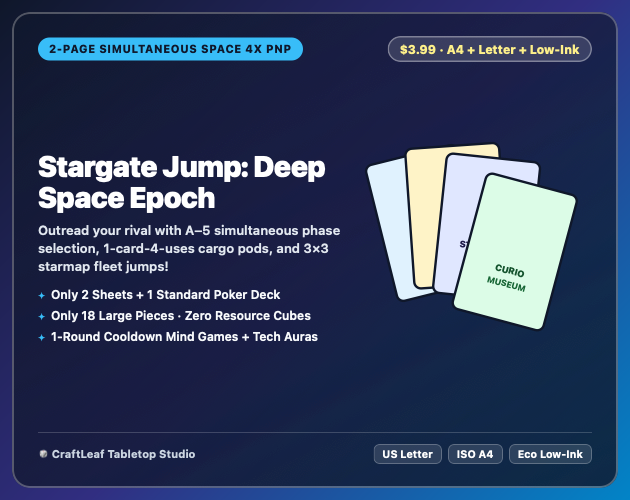 2-PAGE SIMULTANEOUS SPACE 4X PNP
$3.99 · A4 + Letter + Low-Ink
Stargate Jump: Deep
Space Epoch
Outread your rival with A–5 simultaneous phase
selection, 1-card-4-uses cargo pods, and 3×3
starmap fleet jumps!
Only 2 Sheets + 1 Standard Poker Deck
Only 18 Large Pieces · Zero Resource Cubes
1-Round Cooldown Mind Games + Tech Auras
CURIO
MUSEUM
CraftLeaf Tabletop Studio
US Letter
ISO A4
Eco Low-Ink